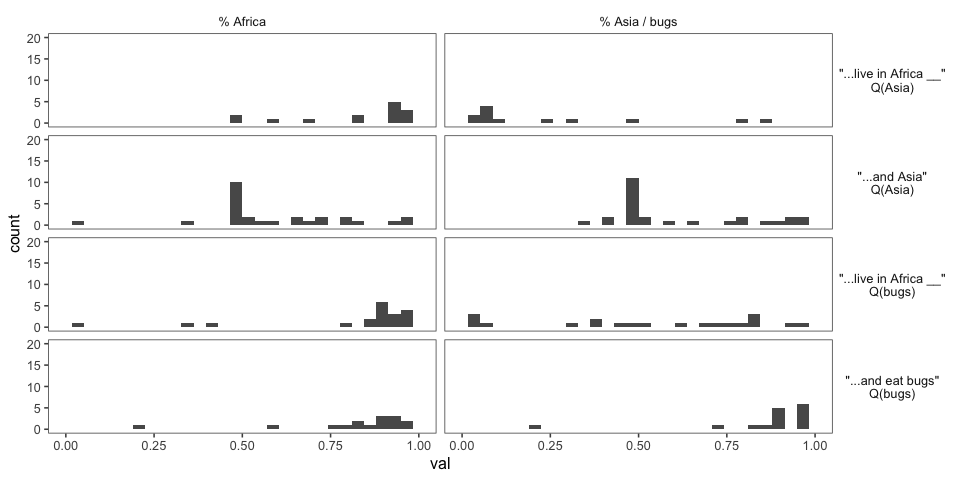 % Africa
% Asia / bugs
20
15
10
5
0
"...live in Africa __"
Q(Asia)
20
15
10
5
0
"...and Asia"
Q(Asia)
count
20
15
10
5
0
"...live in Africa __"
Q(bugs)
20
15
10
5
0
"...and eat bugs"
Q(bugs)
0.00 0.25 0.50 0.75 1.00
0.00 0.25 0.50 0.75 1.00
val